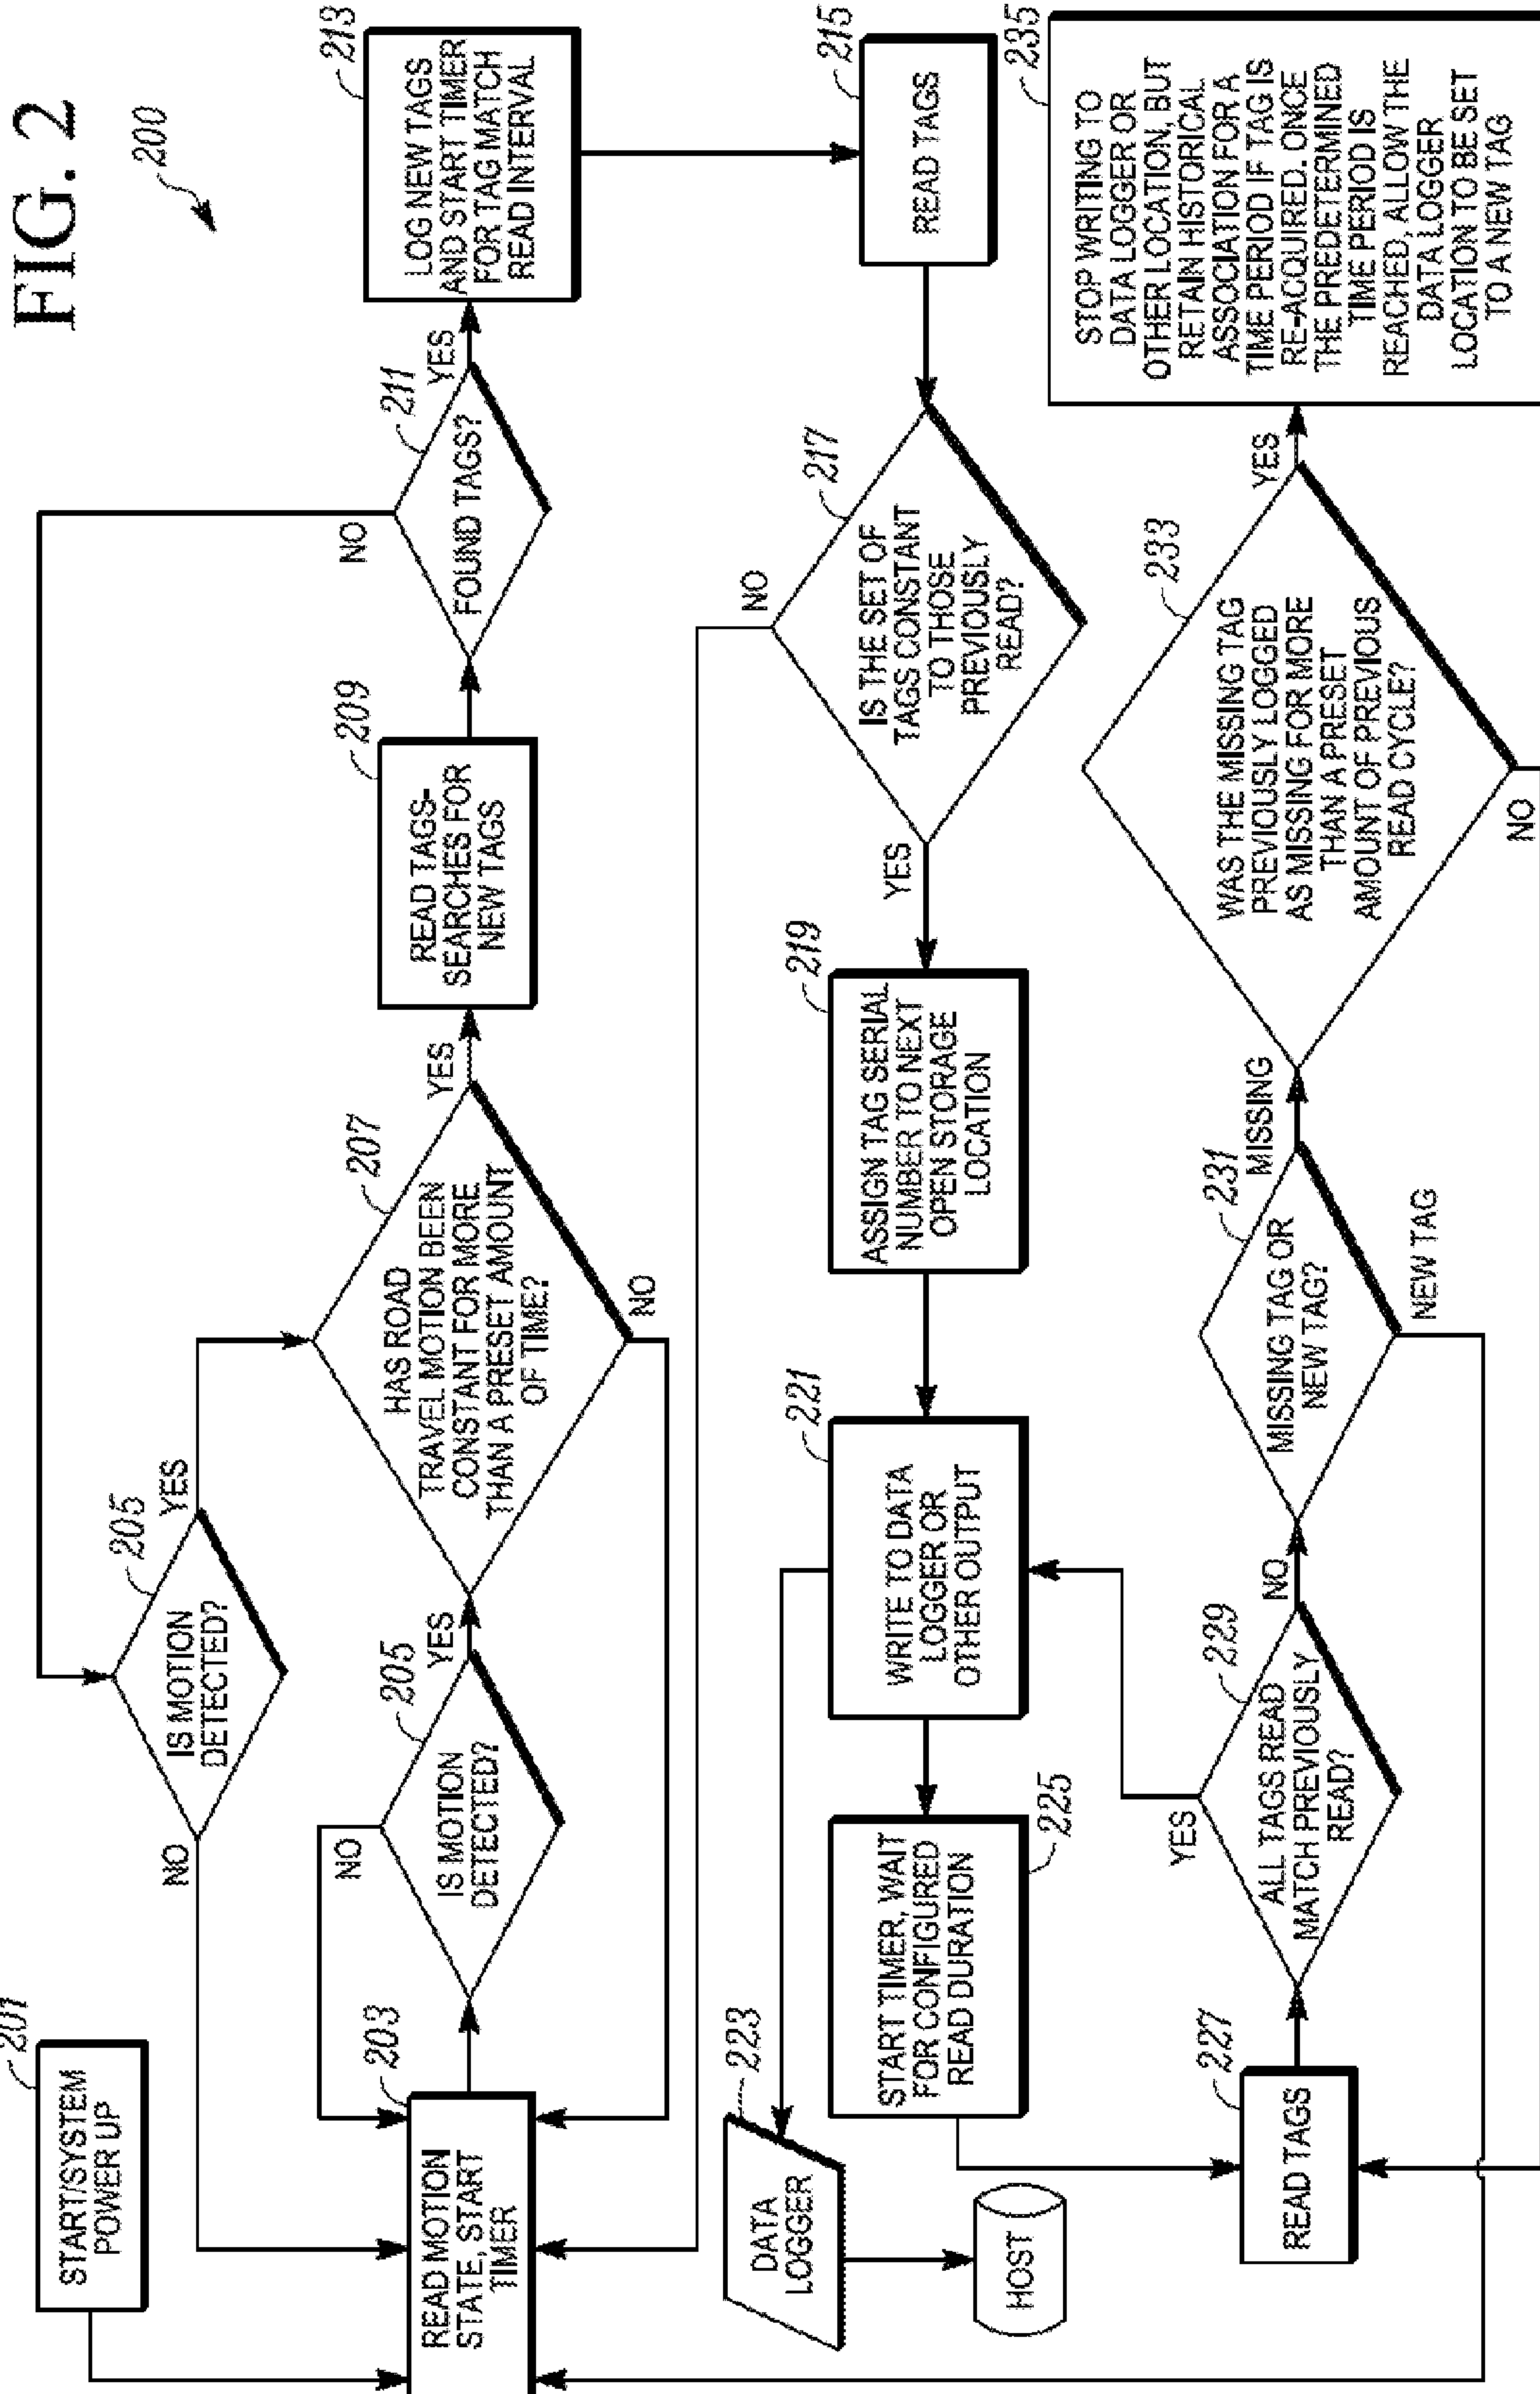 FIG. 2
200
201
START/SYSTEM
POWER UP
203
READ MOTION
STATE, START
TIMER
205
IS MOTION
DETECTED?
NO
YES
205
IS MOTION
DETECTED?
NO
YES
207
HAS ROAD
TRAVEL MOTION BEEN
CONSTANT FOR MORE
THAN A PRESET AMOUNT
OF TIME?
YES
NO
209
READ TAGS-
SEARCHES FOR
NEW TAGS
211
FOUND TAGS?
NO
YES
213
LOG NEW TAGS
AND START TIMER
FOR TAG MATCH
READ INTERVAL
215
READ TAGS
217
IS THE SET OF
TAGS CONSTANT
TO THOSE
PREVIOUSLY
READ?
NO
YES
219
ASSIGN TAG SERIAL
NUMBER TO NEXT
OPEN STORAGE
LOCATION
221
WRITE TO DATA
LOGGER OR
OTHER OUTPUT
223
DATA
LOGGER
HOST
225
START TIMER, WAIT
FOR CONFIGURED
READ DURATION
227
READ TAGS
229
ALL TAGS READ
MATCH PREVIOUSLY
READ?
YES
NO
231
MISSING TAG OR
NEW TAG?
MISSING
NEW TAG
233
WAS THE MISSING TAG
PREVIOUSLY LOGGED
AS MISSING FOR MORE
THAN A PRESET
AMOUNT OF PREVIOUS
READ CYCLE?
YES
NO
235
STOP WRITING TO
DATA LOGGER OR
OTHER LOCATION, BUT
RETAIN HISTORICAL
ASSOCIATION FOR A
TIME PERIOD IF TAG IS
RE-ACQUIRED. ONCE
THE PREDETERMINED
TIME PERIOD IS
REACHED, ALLOW THE
DATA LOGGER
LOCATION TO BE SET
TO A NEW TAG